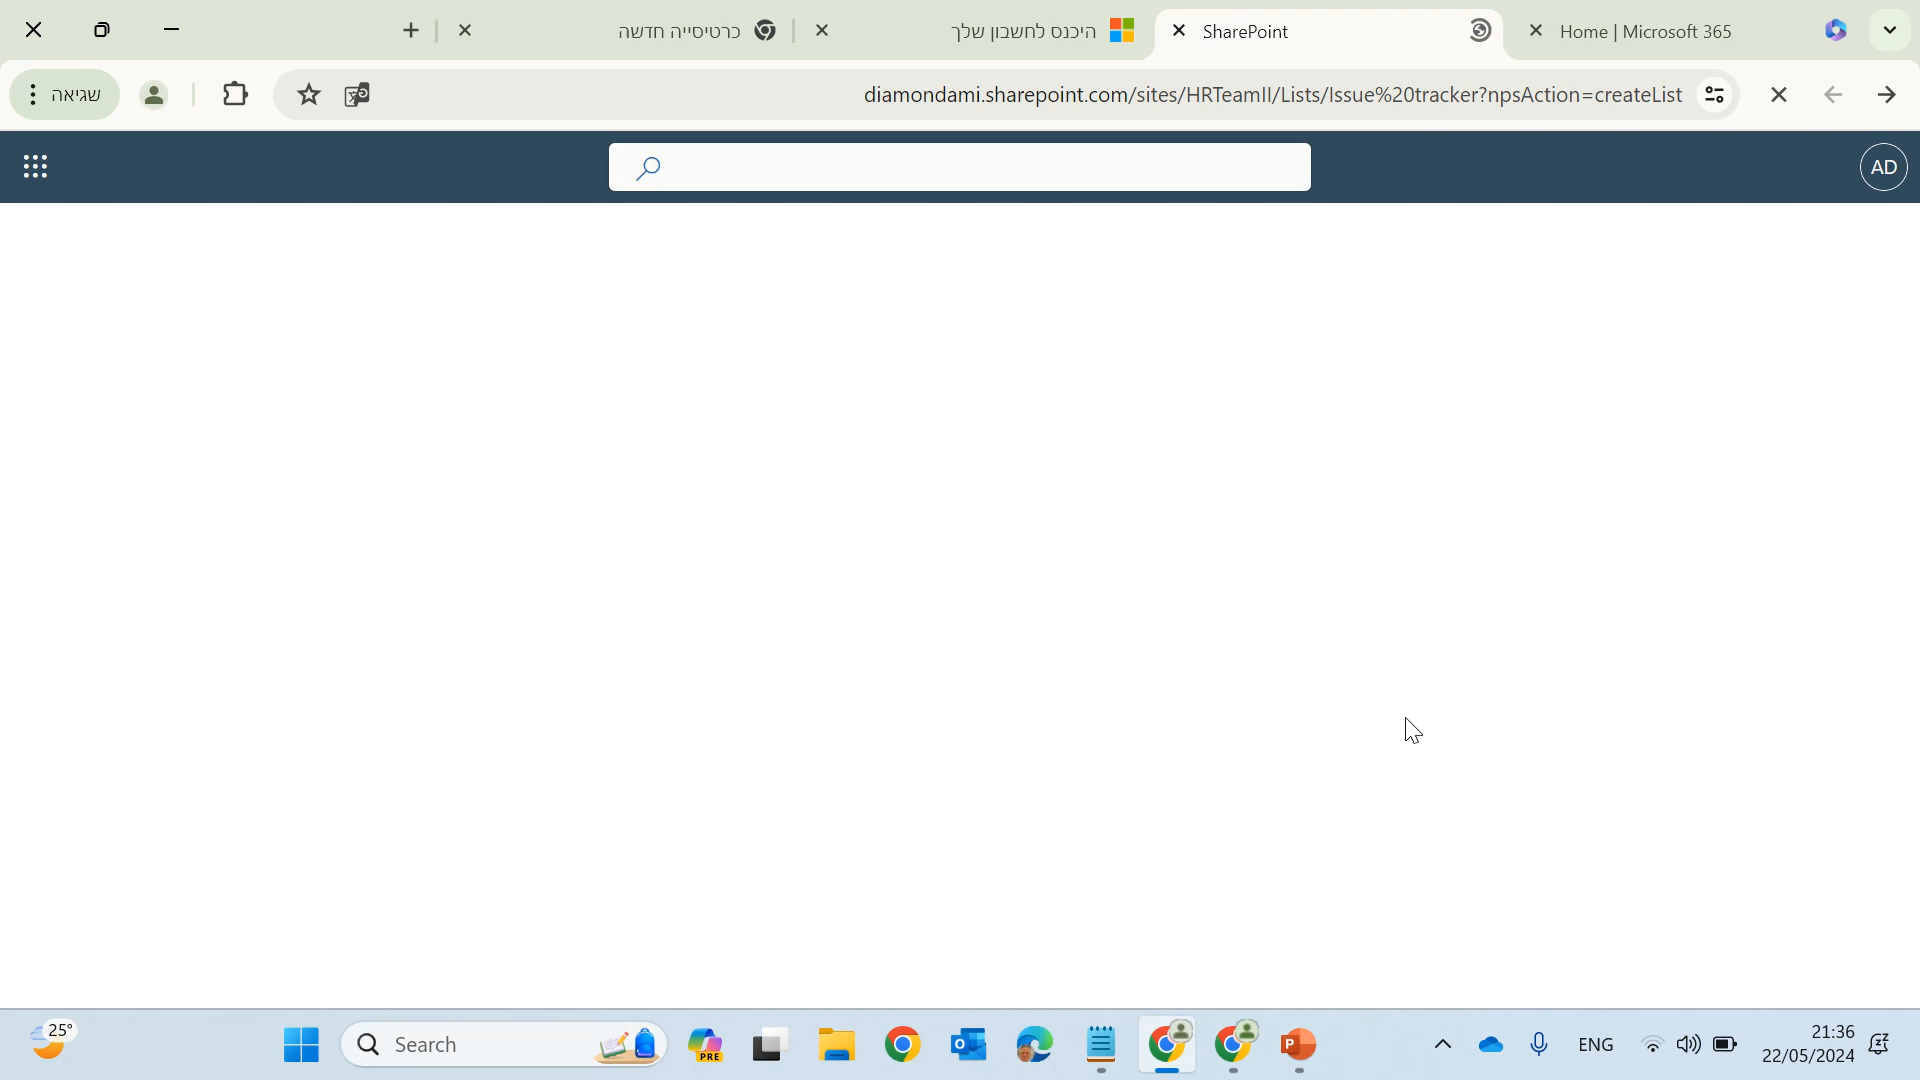 Home | Microsoft 365
SharePoint
היכנס לחשבון שלך
כרטיסייה חדשה
diamondami.sharepoint.com/sites/HRTeamII/Lists/Issue%20tracker?npsAction=createList
שגיאה
AD
25°
Search
PRE
ENG
21:36
22/05/2024